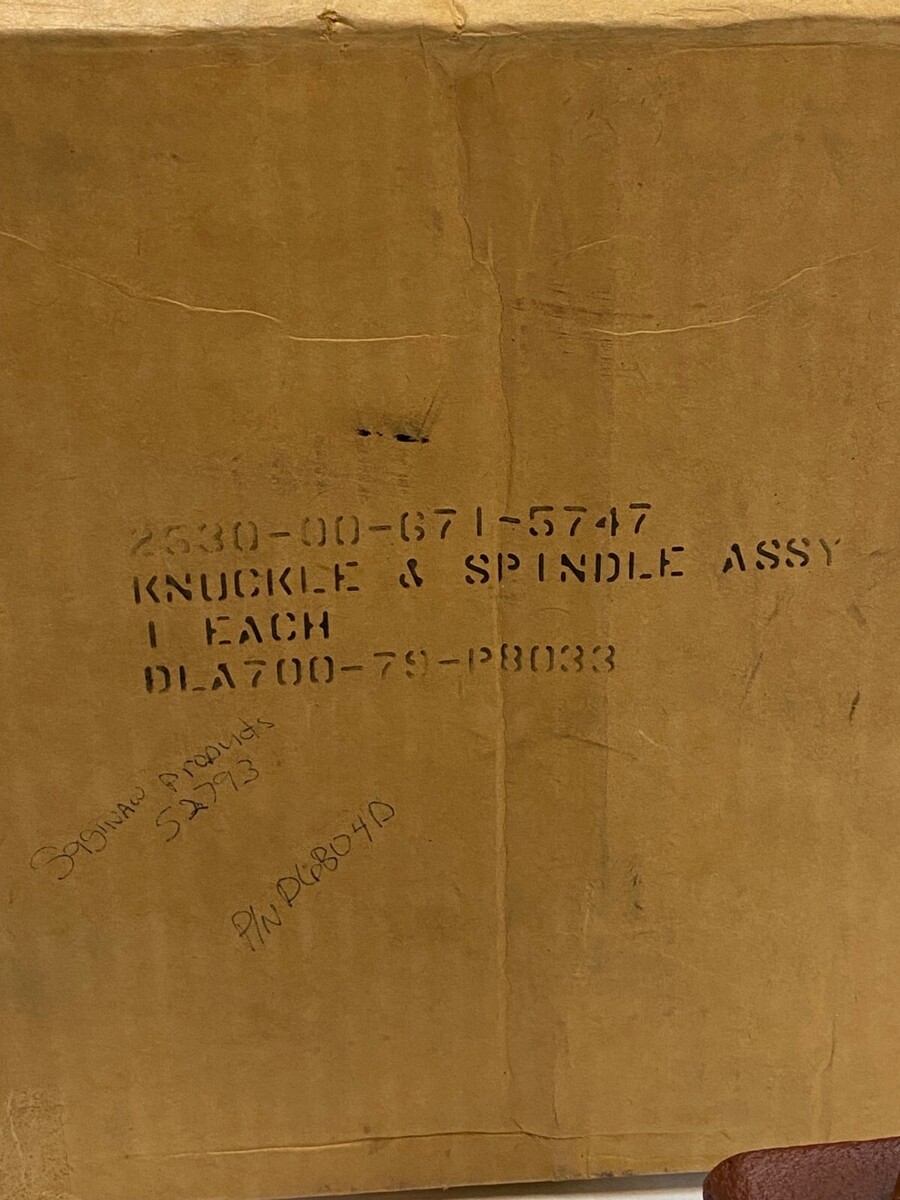 2530-00-671-5747
KNUCKLE & SPINDLE ASSY
1 EACH
DLA700-79-P8033
Saginaw Products
52793
P/N D6804D